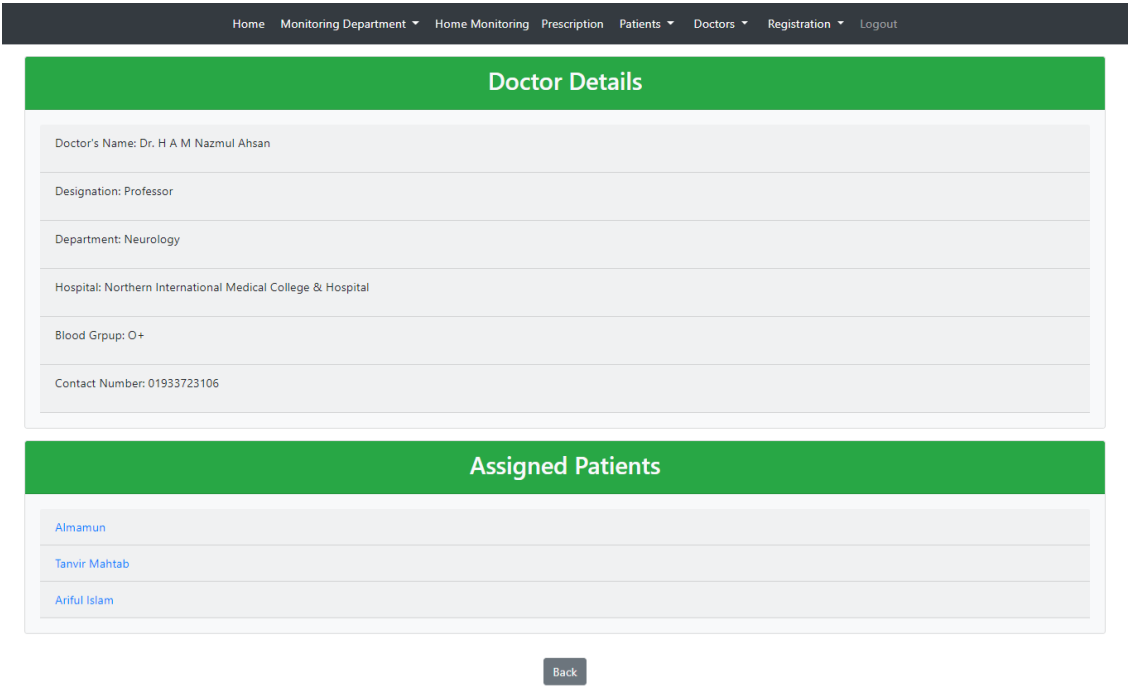 Home Monitoring Department Home Monitoring Prescription Patients Doctors Registration Logout
Doctor Details
Doctor's Name: Dr. H A M Nazmul Ahsan
Designation: Professor
Department: Neurology
Hospital: Northern International Medical College & Hospital
Blood Grpup: O+
Contact Number: 01933723106
Assigned Patients
Almamun
Tanvir Mahtab
Ariful Islam
Back